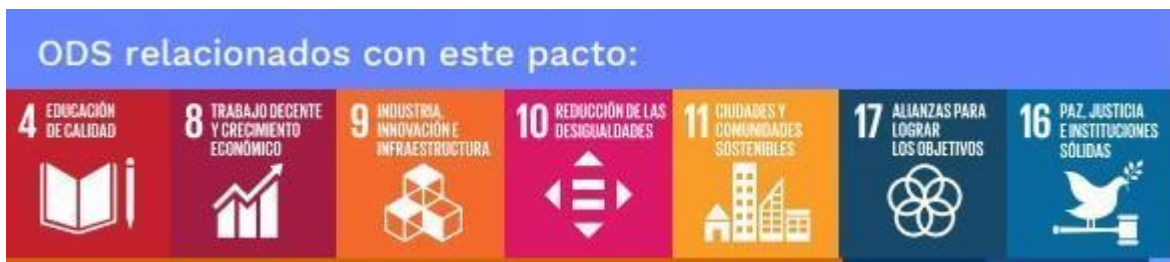 ODS relacionados con este pacto:
4 EDUCACIÓN
DE CALIDAD
8 TRABAJO DECENTE
Y CRECIMIENTO
ECONÓMICO
9 INDUSTRIA,
INNOVACIÓN E
INFRAESTRUCTURA
10 REDUCCIÓN DE LAS
DESIGUALDADES
11 CIUDADES Y
COMUNIDADES
SOSTENIBLES
17 ALIANZAS PARA
LOGRAR
LOS OBJETIVOS
16 PAZ, JUSTICIA
E INSTITUCIONES
SÓLIDAS